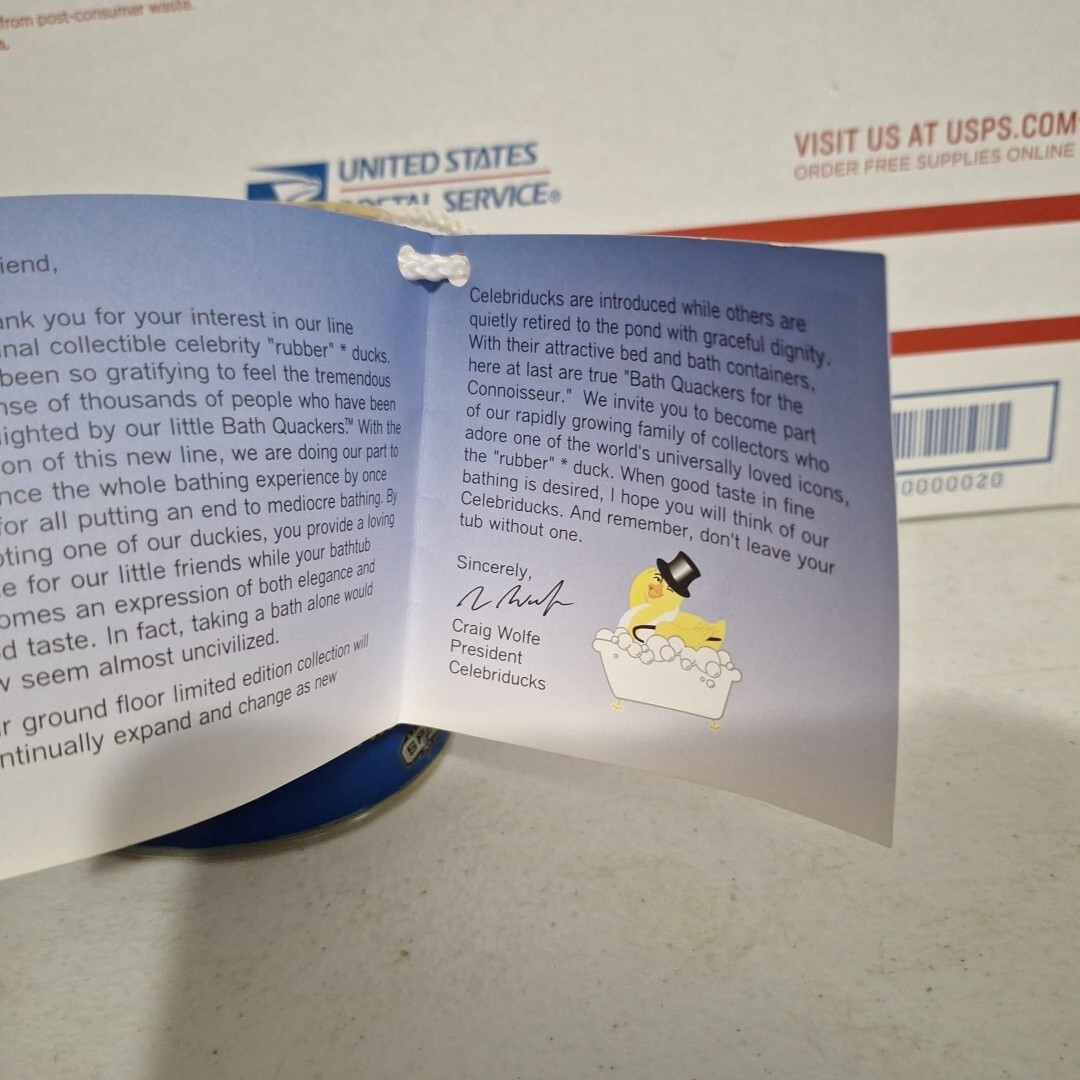 from post-consumer waste.
UNITED STATES
POSTAL SERVICE®
VISIT US AT USPS.COM
ORDER FREE SUPPLIES ONLINE
0000020
iend,
ank you for your interest in our line
nal collectible celebrity "rubber" * ducks.
been so gratifying to feel the tremendous
nse of thousands of people who have been
lighted by our little Bath Quackers.™ With the
on of this new line, we are doing our part to
nce the whole bathing experience by once
for all putting an end to mediocre bathing. By
pting one of our duckies, you provide a loving
e for our little friends while your bathtub
omes an expression of both elegance and
d taste. In fact, taking a bath alone would
w seem almost uncivilized.
r ground floor limited edition collection will
ntinually expand and change as new
Celebriducks are introduced while others are
quietly retired to the pond with graceful dignity.
With their attractive bed and bath containers,
here at last are true "Bath Quackers for the
Connoisseur." We invite you to become part
of our rapidly growing family of collectors who
adore one of the world's universally loved icons,
the "rubber" * duck. When good taste in fine
bathing is desired, I hope you will think of our
Celebriducks. And remember, don't leave your
tub without one.
Sincerely,
Craig Wolfe
President
Celebriducks